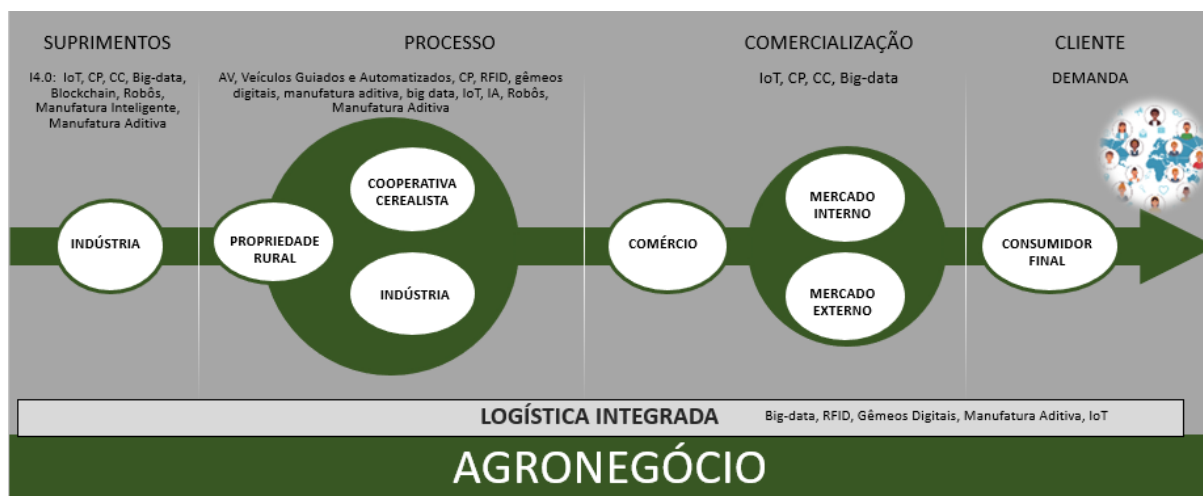 SUPRIMENTOS
I4.0: IoT, CP, CC, Big-data,
Blockchain, Robôs,
Manufatura Inteligente,
Manufatura Aditiva
PROCESSO
AV, Veículos Guiados e Automatizados, CP, RFID, gêmeos
digitais, manufatura aditiva, big data, IoT, IA, Robôs,
Manufatura Aditiva
COMERCIALIZAÇÃO
IoT, CP, CC, Big-data
CLIENTE
DEMANDA
INDÚSTRIA
PROPRIEDADE
RURAL
COOPERATIVA
CEREALISTA
INDÚSTRIA
COMÉRCIO
MERCADO
INTERNO
MERCADO
EXTERNO
CONSUMIDOR
FINAL
LOGÍSTICA INTEGRADA
Big-data, RFID, Gêmeos Digitais, Manufatura Aditiva, IoT
AGRONEGÓCIO